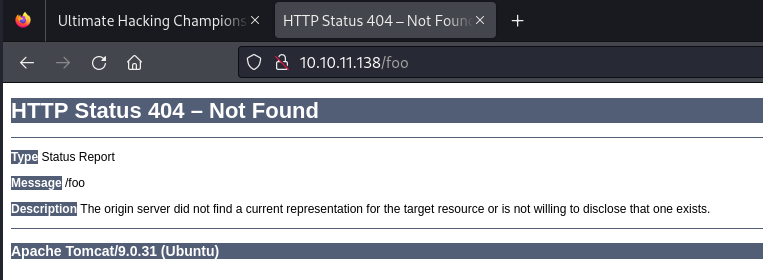 Ultimate Hacking Champions
HTTP Status 404 – Not Foun
10.10.11.138/foo
HTTP Status 404 – Not Found
Type Status Report
Message /foo
Description The origin server did not find a current representation for the target resource or is not willing to disclose that one exists.
Apache Tomcat/9.0.31 (Ubuntu)